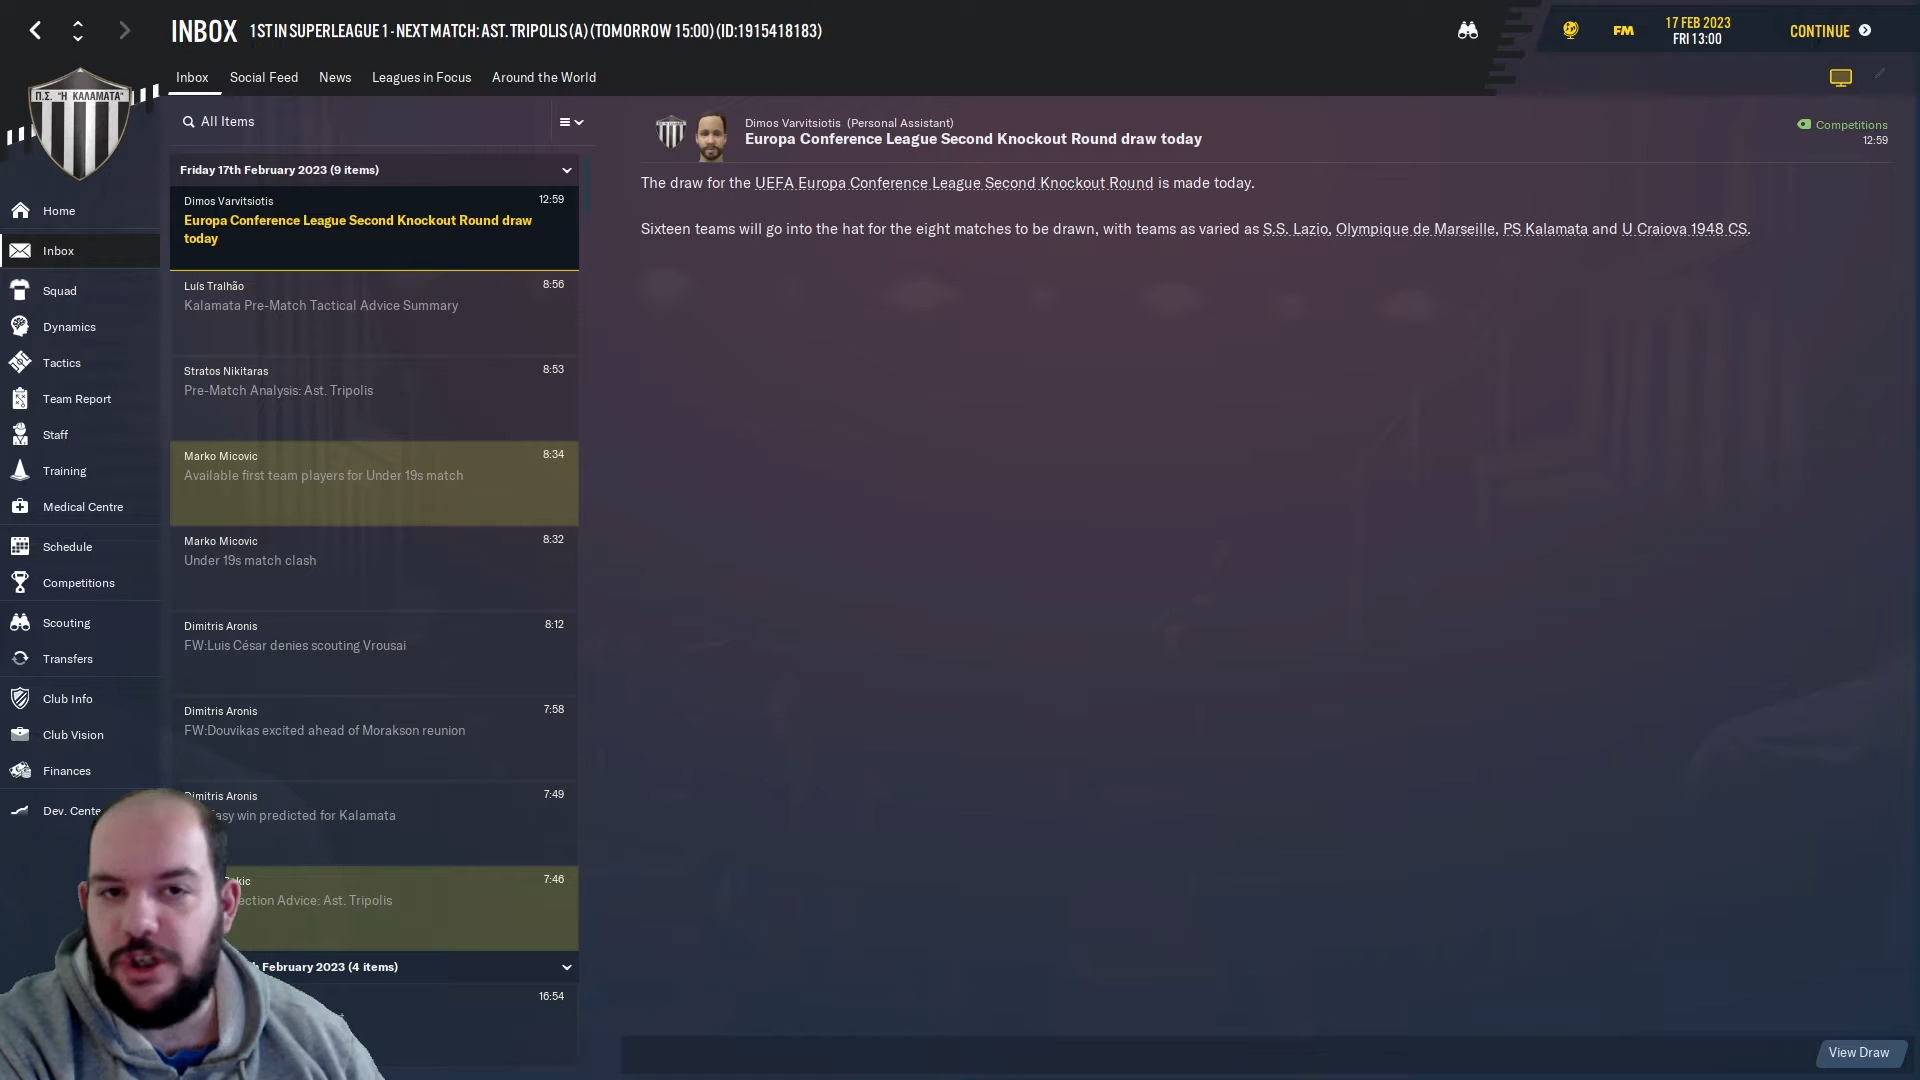 INBOX 1ST IN SUPERLEAGUE 1 - NEXT MATCH: AST. TRIPOLIS (A) (TOMORROW 15:00) (ID:1915418183)
FM
17 FEB 2023
FRI 13:00
CONTINUE
Inbox Social Feed News Leagues in Focus Around the World
Π.Σ. "Η ΚΑΛΑΜΑΤΑ"
Home
Inbox
Squad
Dynamics
Tactics
Team Report
Staff
Training
Medical Centre
Schedule
Competitions
Scouting
Transfers
Club Info
Club Vision
Finances
Dev.
All Items
Friday 17th February 2023 (9 items)
Dimos Varvitsiotis 12:59
Europa Conference League Second Knockout Round draw
today
Luís Tralhão 8:56
Kalamata Pre-Match Tactical Advice Summary
Stratos Nikitaras 8:53
Pre-Match Analysis: Ast. Tripolis
Marko Micovic 8:34
Available first team players for Under 19s match
Marko Micovic 8:32
Under 19s match clash
Dimitris Aronis 8:12
FW:Luis César denies scouting Vrousai
Dimitris Aronis 7:58
FW:Douvikas excited ahead of Morakson reunion
Dimitris Aronis 7:49
win predicted for Kalamata
7:46
Advice: Ast. Tripolis
February 2023 (4 items)
16:54
Dimos Varvitsiotis (Personal Assistant)
Europa Conference League Second Knockout Round draw today
Competitions
12:59
The draw for the UEFA Europa Conference League Second Knockout Round is made today.
Sixteen teams will go into the hat for the eight matches to be drawn, with teams as varied as S.S. Lazio, Olympique de Marseille, PS Kalamata and U Craiova 1948 CS.
View Draw